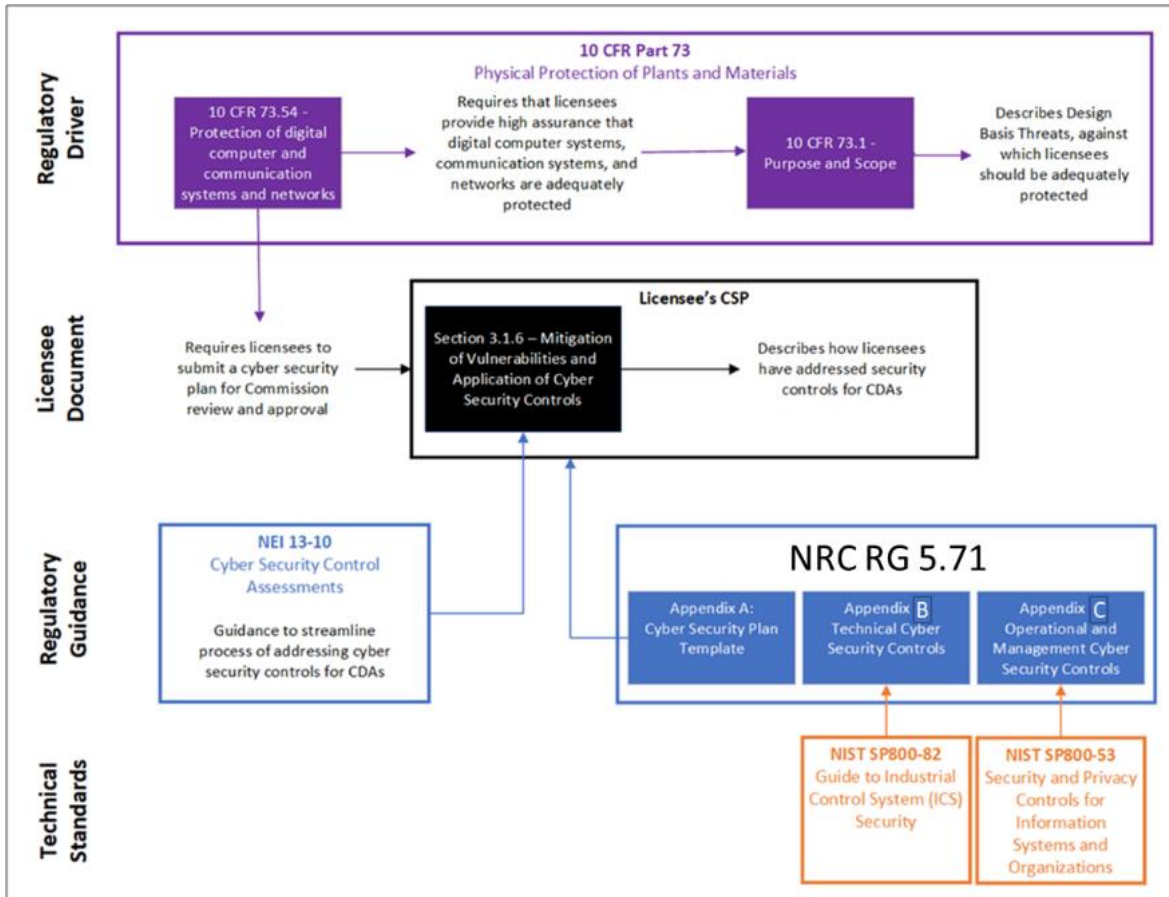 Regulatory
Driver
10 CFR Part 73
Physical Protection of Plants and Materials
10 CFR 73.54 -
Protection of digital
computer and
communication
systems and networks
Requires that licensees
provide high assurance that
digital computer systems,
communication systems, and
networks are adequately
protected
10 CFR 73.1 -
Purpose and Scope
Describes Design
Basis Threats, against
which licensees
should be adequately
protected
Licensee
Document
Requires licensees to
submit a cyber security
plan for Commission
review and approval
Licensee's CSP
Section 3.1.6 – Mitigation
of Vulnerabilities and
Application of Cyber
Security Controls
Describes how licensees
have addressed security
controls for CDAs
Regulatory
Guidance
NEI 13-10
Cyber Security Control
Assessments
Guidance to streamline
process of addressing cyber
security controls for CDAs
NRC RG 5.71
Appendix A:
Cyber Security Plan
Template
Appendix B
Technical Cyber
Security Controls
Appendix C
Operational and
Management Cyber
Security Controls
Technical
Standards
NIST SP800-82
Guide to Industrial
Control System (ICS)
Security
NIST SP800-53
Security and Privacy
Controls for
Information
Systems and
Organizations